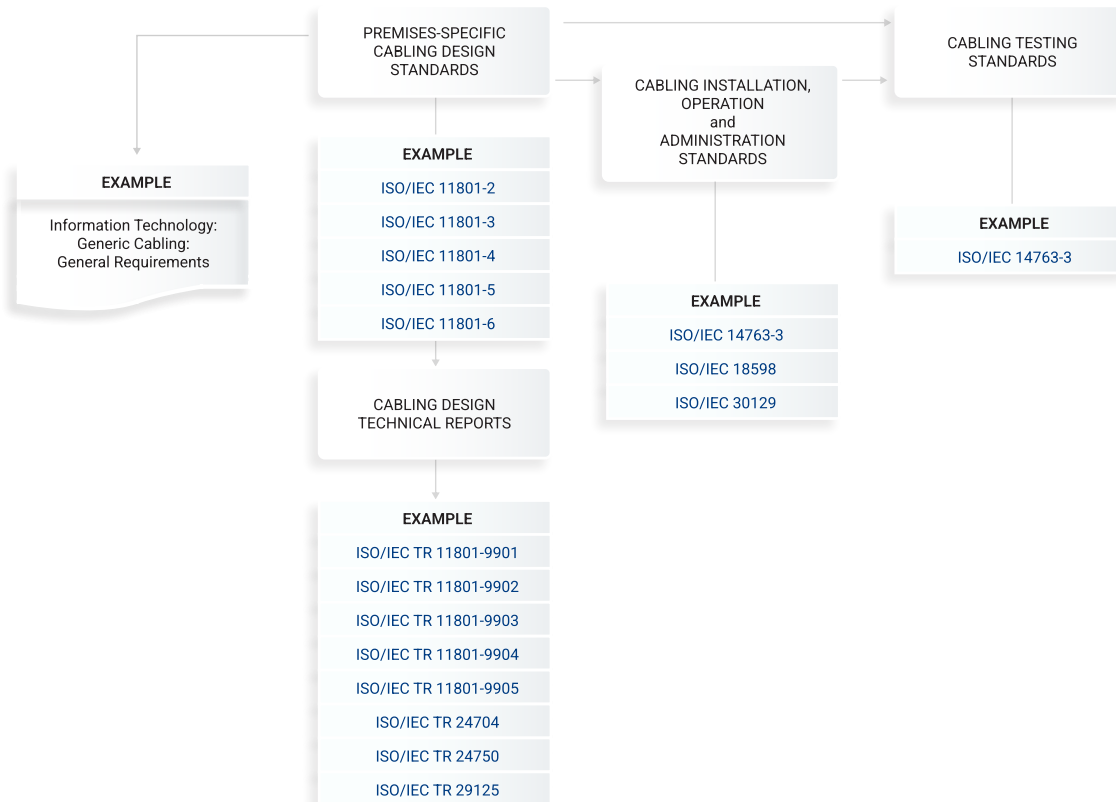 PREMISES-SPECIFIC
CABLING DESIGN
STANDARDS
CABLING TESTING
STANDARDS
CABLING INSTALLATION,
OPERATION
and
ADMINISTRATION
STANDARDS
EXAMPLE
Information Technology:
Generic Cabling:
General Requirements
EXAMPLE
ISO/IEC 11801-2
ISO/IEC 11801-3
ISO/IEC 11801-4
ISO/IEC 11801-5
ISO/IEC 11801-6
EXAMPLE
ISO/IEC 14763-3
ISO/IEC 18598
ISO/IEC 30129
EXAMPLE
ISO/IEC 14763-3
CABLING DESIGN
TECHNICAL REPORTS
EXAMPLE
ISO/IEC TR 11801-9901
ISO/IEC TR 11801-9902
ISO/IEC TR 11801-9903
ISO/IEC TR 11801-9904
ISO/IEC TR 11801-9905
ISO/IEC TR 24704
ISO/IEC TR 24750
ISO/IEC TR 29125